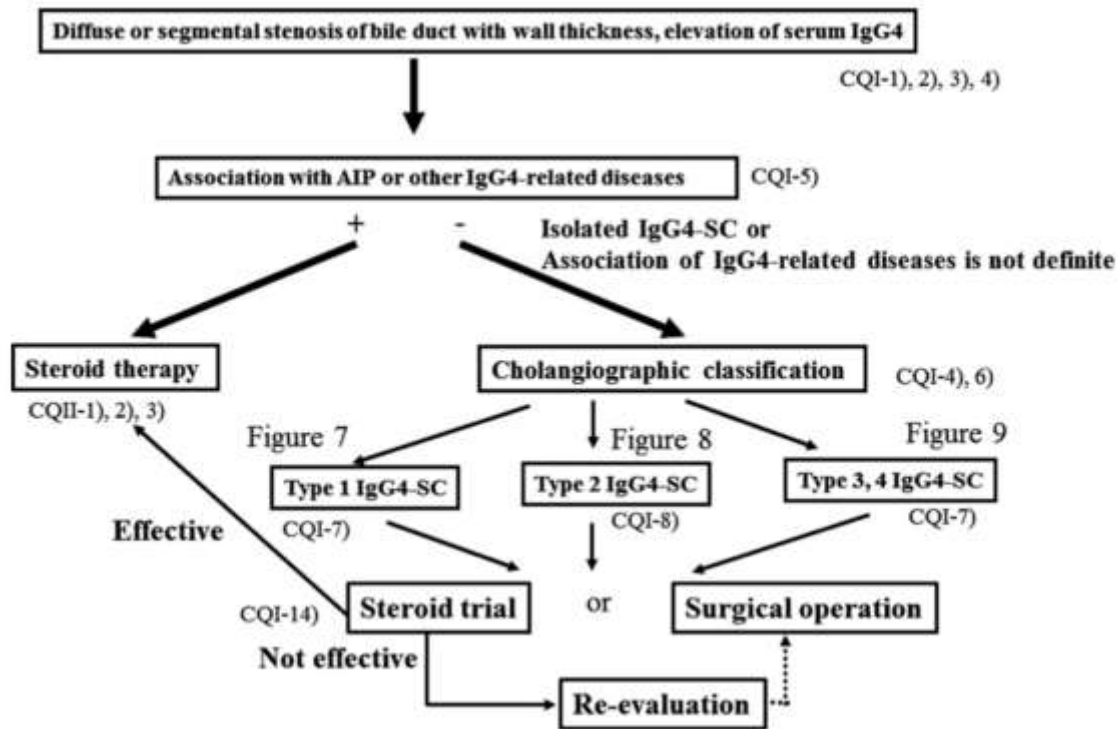 Diffuse or segmental stenosis of bile duct with wall thickness, elevation of serum IgG4
CQI-1), 2), 3), 4)
Association with AIP or other IgG4-related diseases
CQI-5)
+
-
Isolated IgG4-SC or
Association of IgG4-related diseases is not definite
Steroid therapy
CQII-1), 2), 3)
Cholangiographic classification
CQI-4), 6)
Figure 7
Figure 8
Figure 9
Type 1 IgG4-SC
Type 2 IgG4-SC
Type 3, 4 IgG4-SC
CQI-7)
CQI-8)
CQI-7)
Effective
CQI-14)
Steroid trial
or
Surgical operation
Not effective
Re-evaluation